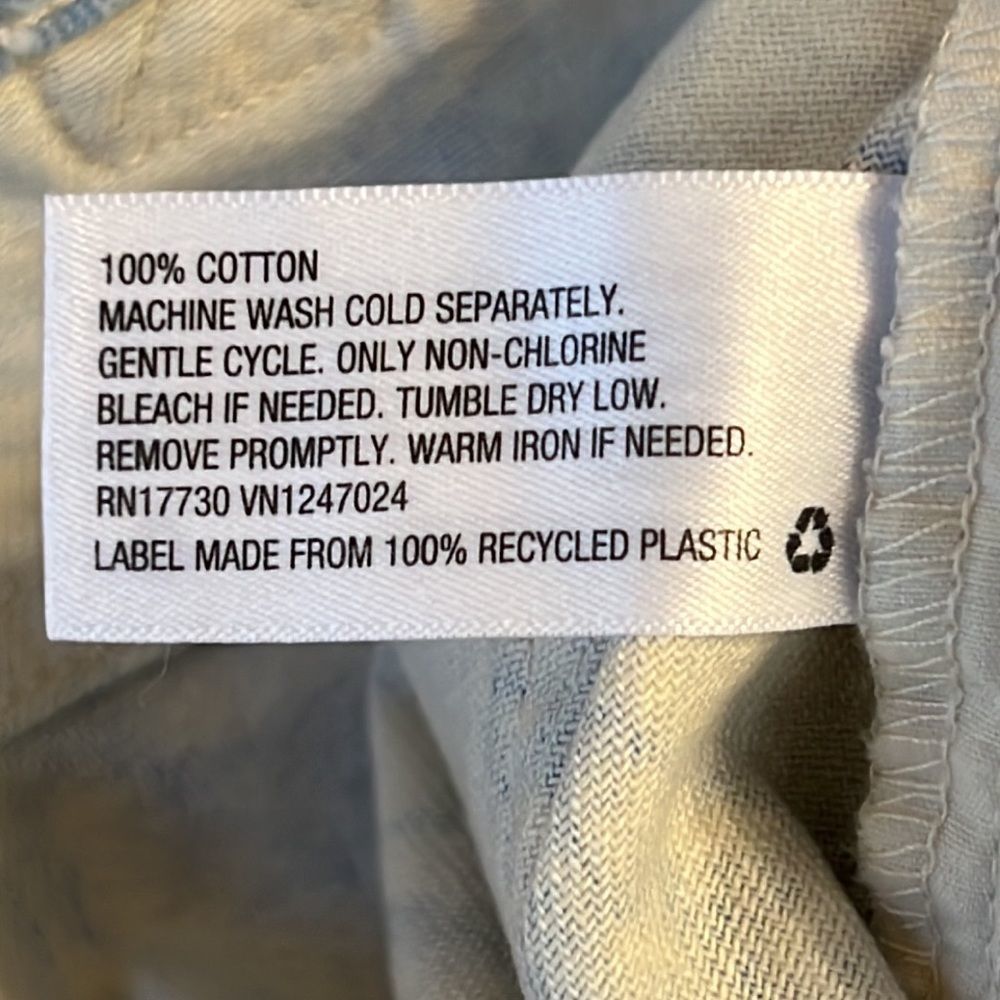 100% COTTON
MACHINE WASH COLD SEPARATELY.
GENTLE CYCLE. ONLY NON-CHLORINE
BLEACH IF NEEDED. TUMBLE DRY LOW.
REMOVE PROMPTLY. WARM IRON IF NEEDED.
RN17730 VN1247024
LABEL MADE FROM 100% RECYCLED PLASTIC